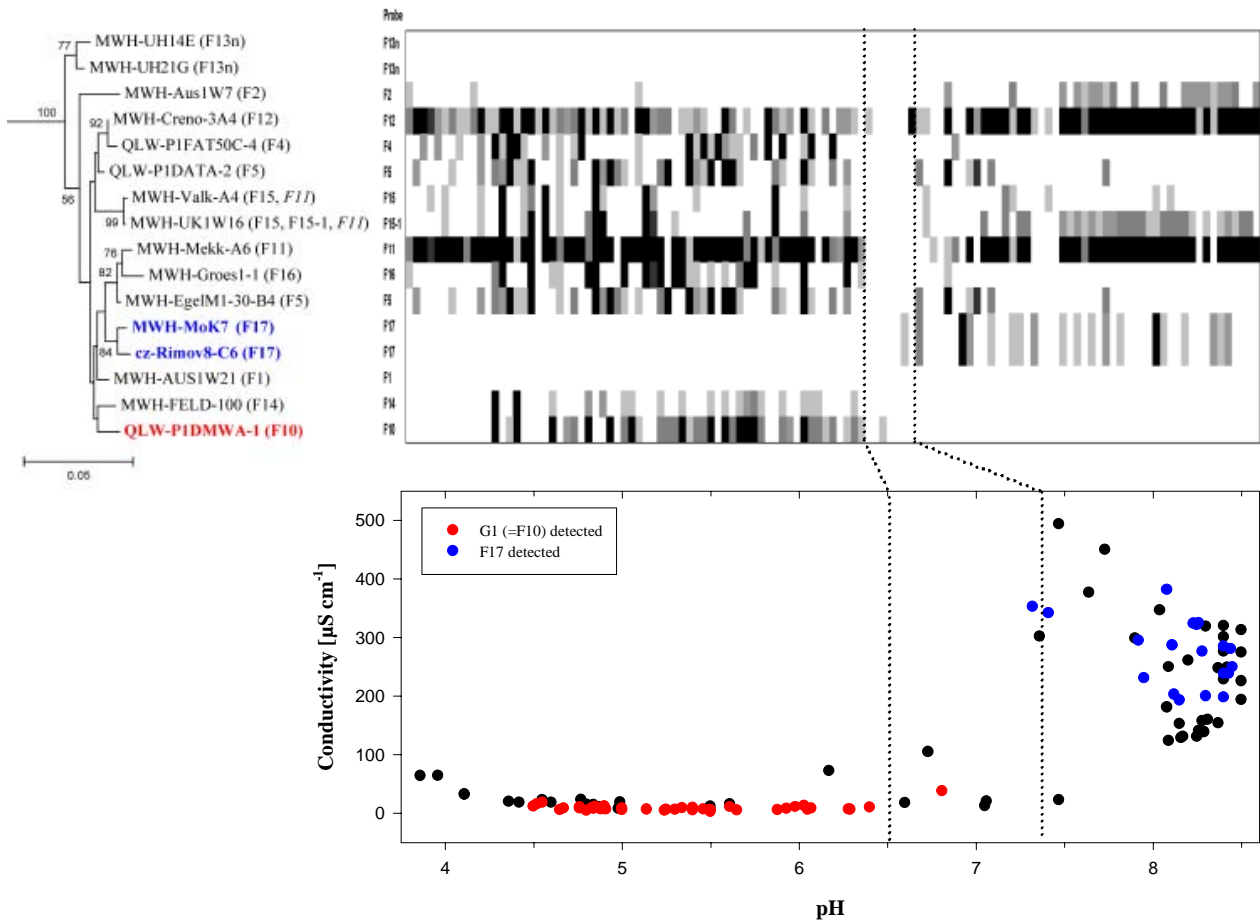 Probe
77
MWH-UH14E (F13n)
F13n
MWH-UH21G (F13n)
F13n
100
MWH-Aus1W7 (F2)
F2
92
MWH-Creno-3A4 (F12)
F12
QLW-P1FAT50C-4 (F4)
F4
QLW-P1DATA-2 (F5)
F5
56
MWH-Valk-A4 (F15, F11)
F15
99
MWH-UK1W16 (F15, F15-1, F11)
F15-1
76
MWH-Mekk-A6 (F11)
F11
82
MWH-Groes1-1 (F16)
F16
MWH-EgelM1-30-B4 (F5)
F5
MWH-MoK7 (F17)
F17
84
cz-Rimov8-C6 (F17)
F17
MWH-AUS1W21 (F1)
F1
MWH-FELD-100 (F14)
F14
QLW-P1DMWA-1 (F10)
F10
0.05
500
400
300
200
100
0
Conductivity [µS cm⁻¹]
G1 (=F10) detected
F17 detected
4 5 6 7 8
pH